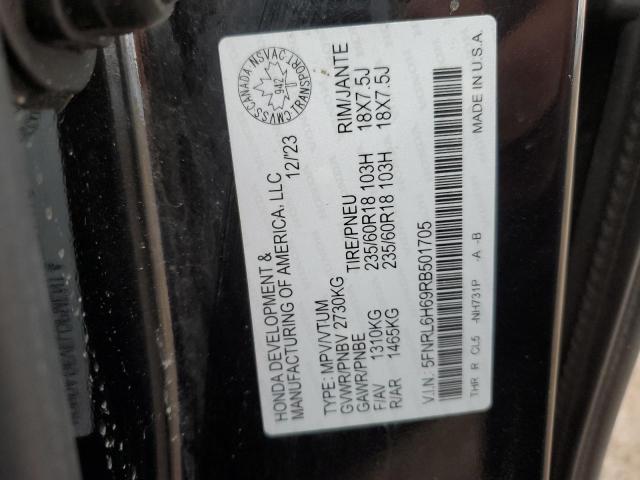 HONDA DEVELOPMENT &
MANUFACTURING OF AMERICA, LLC
12/'23
TYPE: MPV/VTUM
GVWR/PNBV 2730KG
GAWR/PNBE TIRE/PNEU RIM/JANTE
F/AV 1310KG 235/60R18 103H 18X7.5J
R/AR 1465KG 235/60R18 103H 18X7.5J
V.I.N: 5FNRL6H69RB501705
THR R CL5 -NH731P -A -B MADE IN U.S.A.
CANADA NSVAC TRANSPORT CMVSS
942